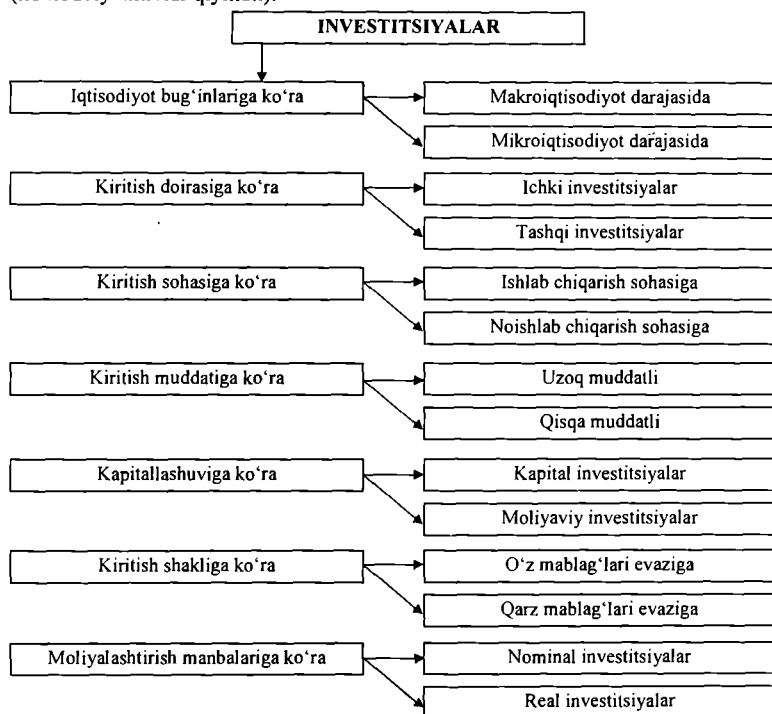 INVESTITSIYALAR
Iqtisodiyot bug‘inlariga ko‘ra
Makroiqtisodiyot darajasida
Mikroiqtisodiyot darajasida
Kiritish doirasiga ko‘ra
Ichki investitsiyalar
Tashqi investitsiyalar
Kiritish sohasiga ko‘ra
Ishlab chiqarish sohasiga
Noishlab chiqarish sohasiga
Kiritish muddatiga ko‘ra
Uzoq muddatli
Qisqa muddatli
Kapitallashuviga ko‘ra
Kapital investitsiyalar
Moliyaviy investitsiyalar
Kiritish shakliga ko‘ra
O‘z mablag‘lari evaziga
Qarz mablag‘lari evaziga
Moliyalashtirish manbalariga ko‘ra
Nominal investitsiyalar
Real investitsiyalar